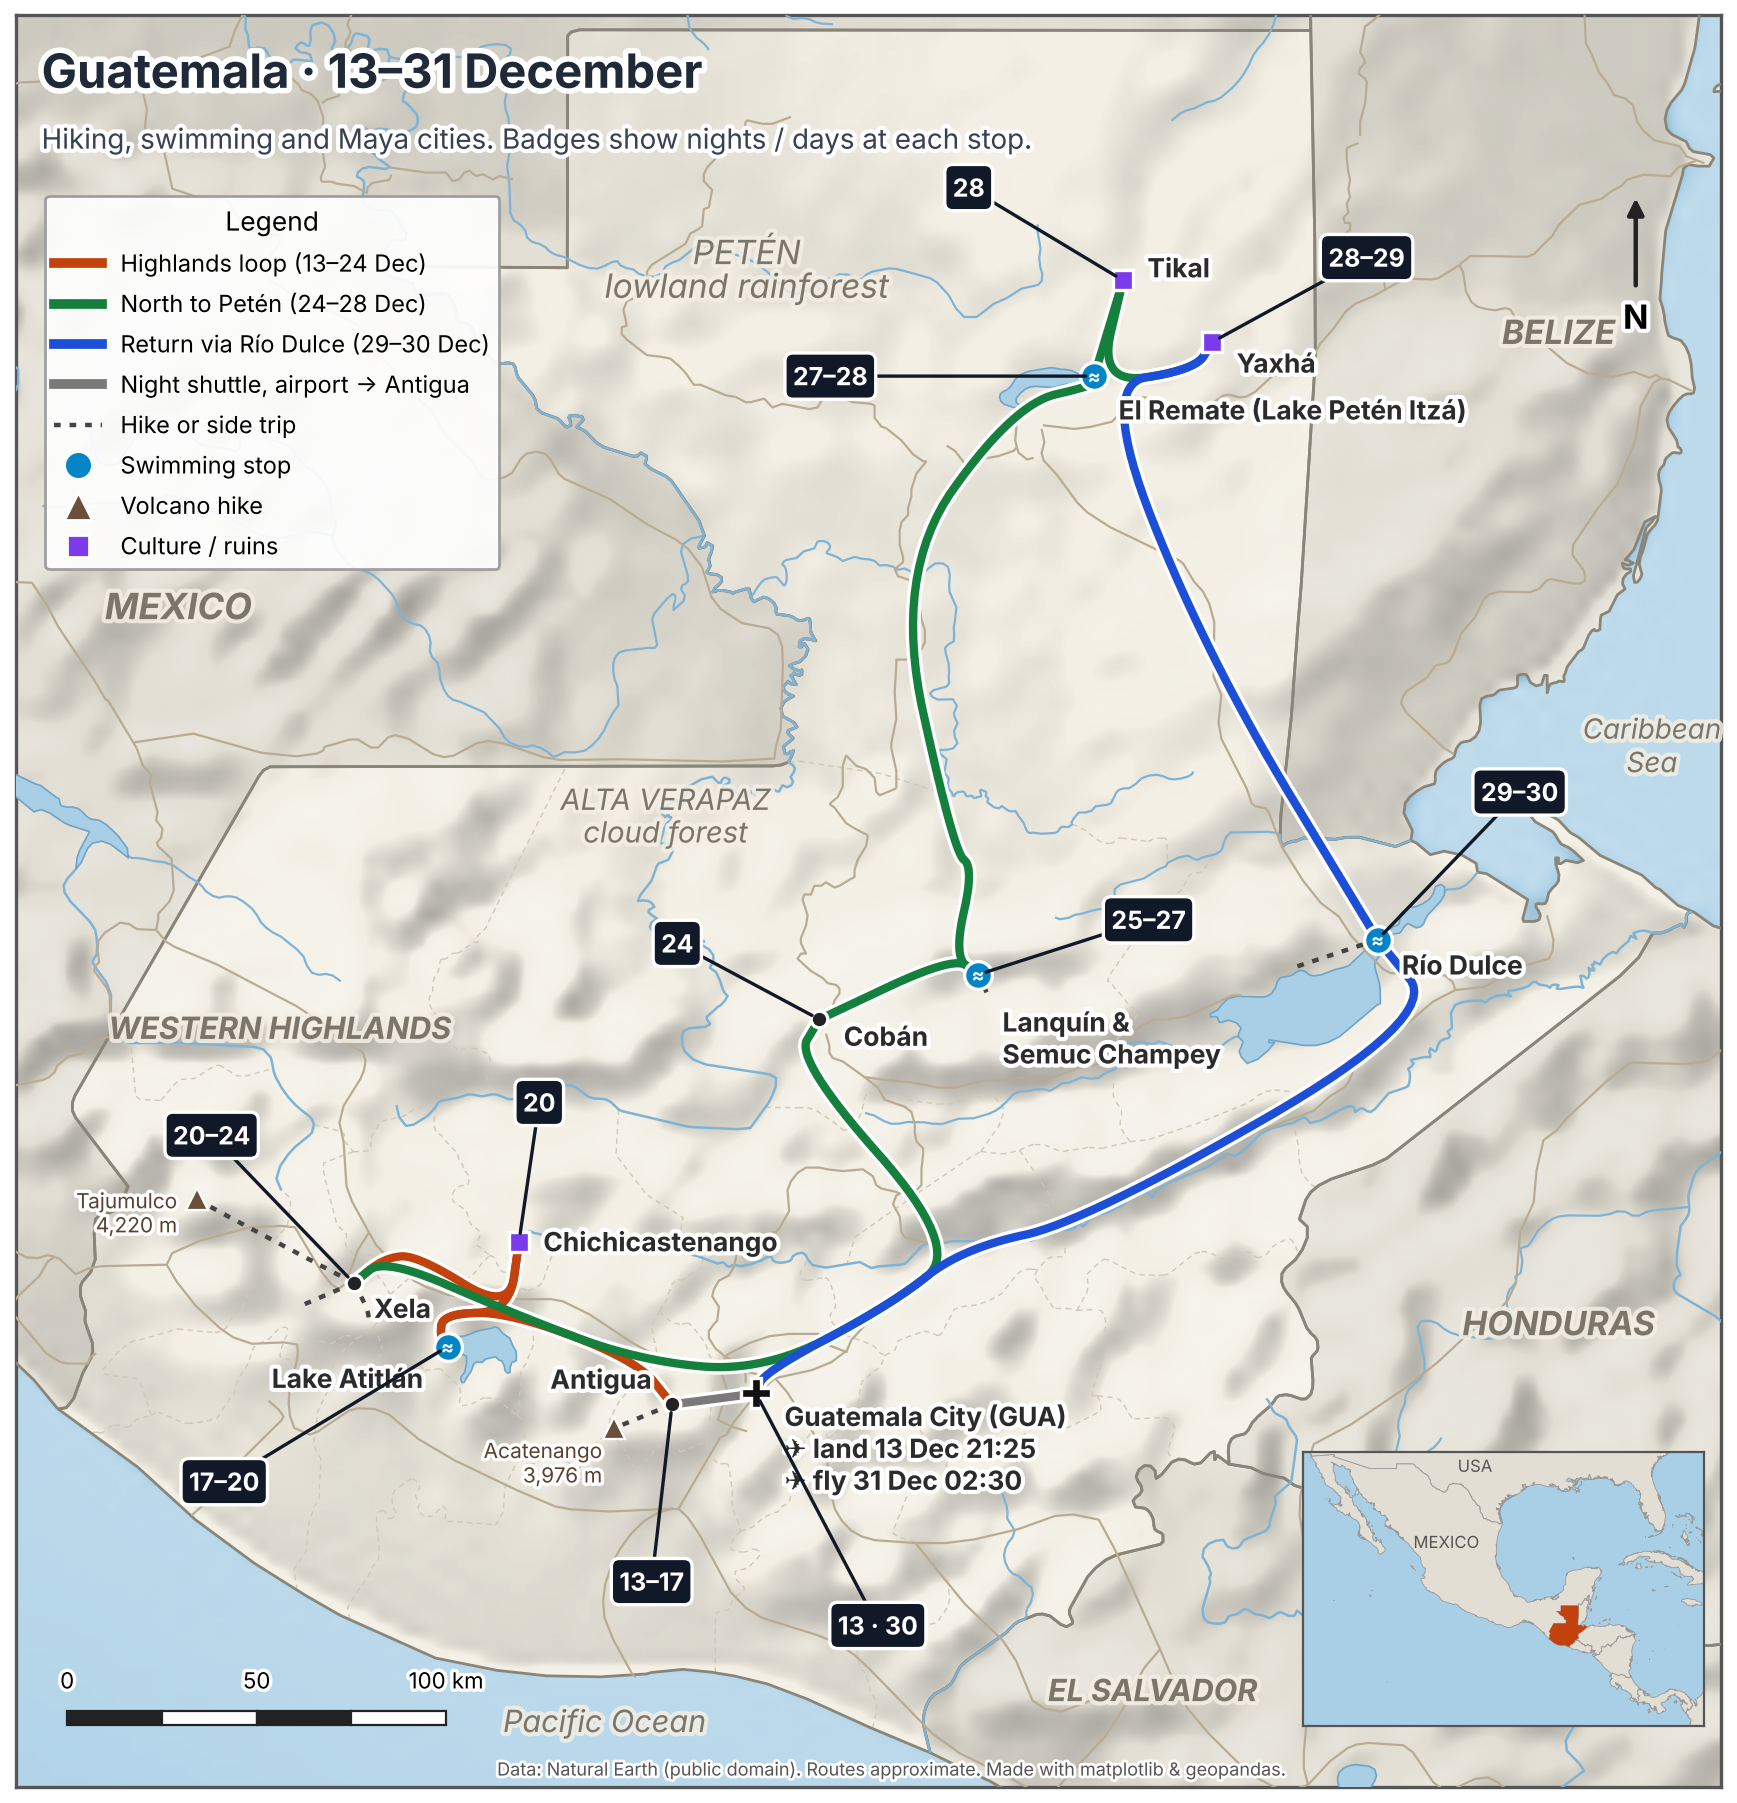 Guatemala · 13–31 December
Hiking, swimming and Maya cities. Badges show nights / days at each stop.
Legend
Highlands loop (13–24 Dec)
North to Petén (24–28 Dec)
Return via Río Dulce (29–30 Dec)
Night shuttle, airport → Antigua
Hike or side trip
Swimming stop
Volcano hike
Culture / ruins
28
PETÉN
lowland rainforest
Tikal
28–29
N
BELIZE
27–28
Yaxhá
El Remate (Lake Petén Itzá)
MEXICO
Caribbean
Sea
ALTA VERAPAZ
cloud forest
29–30
25–27
24
Río Dulce
WESTERN HIGHLANDS
Cobán
Lanquín &
Semuc Champey
20
20–24
Tajumulco
4,220 m
Chichicastenango
Xela
HONDURAS
Lake Atitlán
Antigua
Guatemala City (GUA)
✈ land 13 Dec 21:25
✈ fly 31 Dec 02:30
Acatenango
3,976 m
17–20
13–17
13 · 30
USA
MEXICO
EL SALVADOR
0 50 100 km
Pacific Ocean
Data: Natural Earth (public domain). Routes approximate. Made with matplotlib & geopandas.